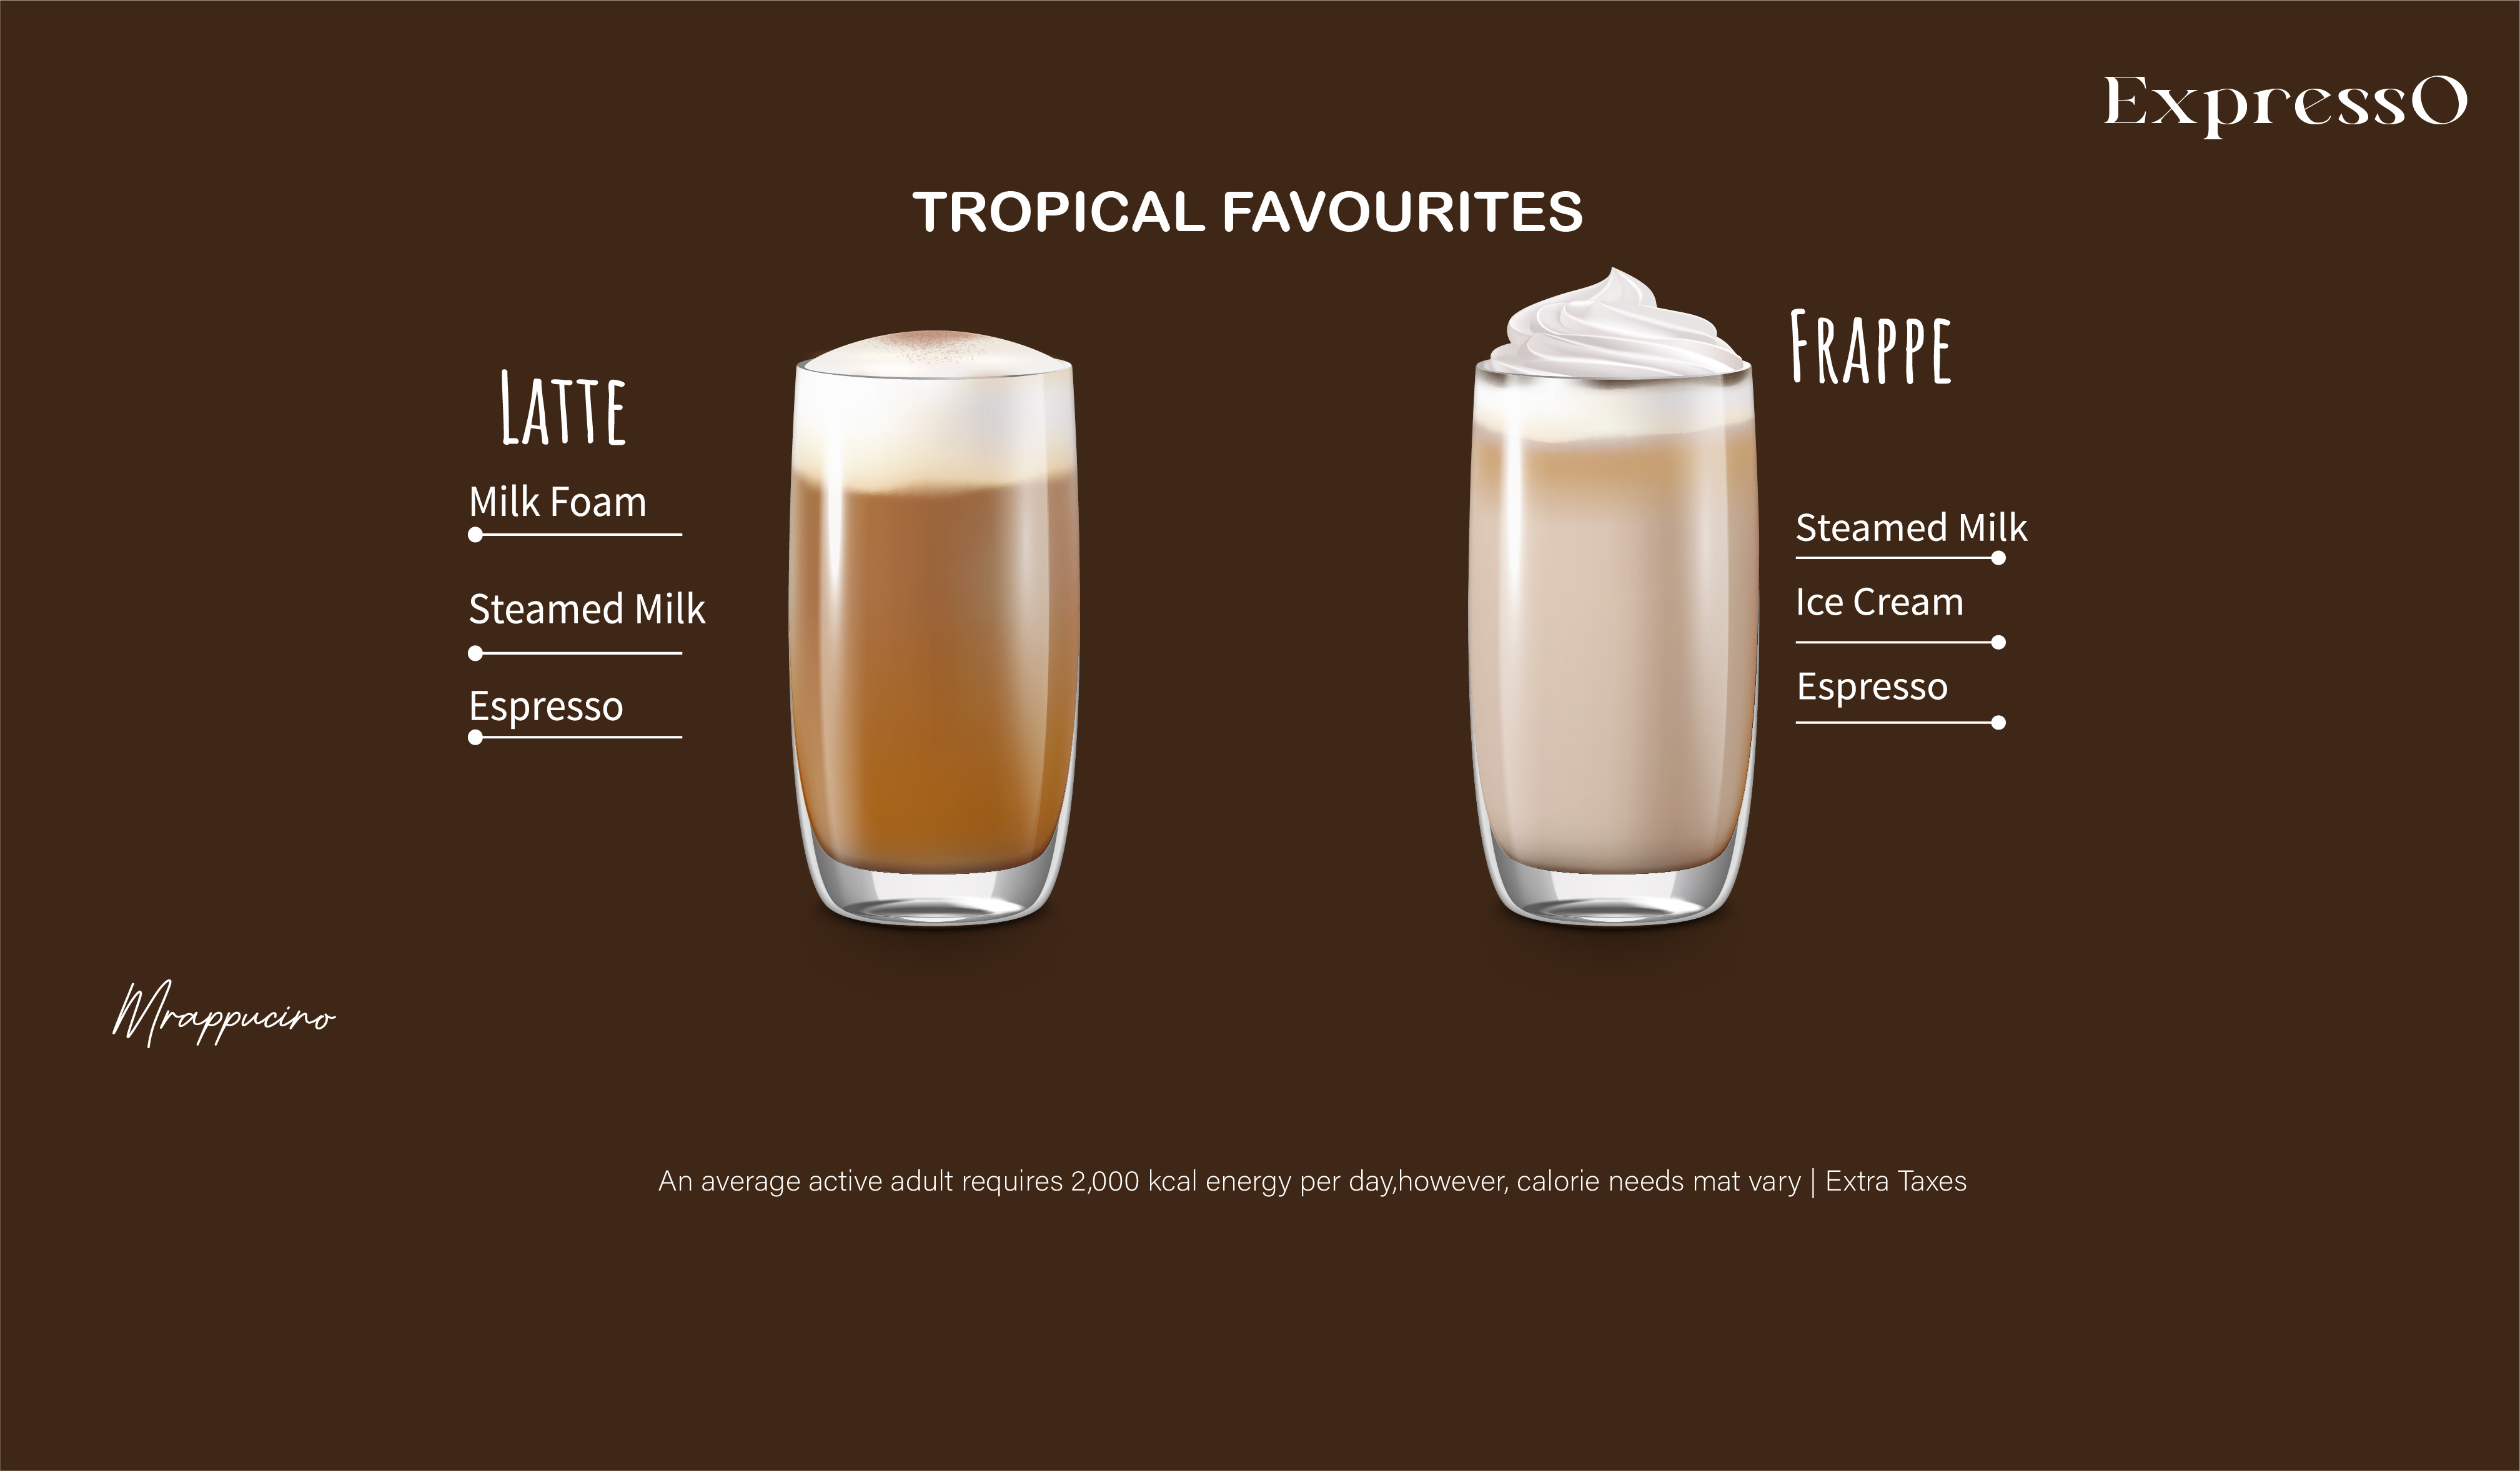 ExpressO
TROPICAL FAVOURITES
LATTE
Milk Foam
Steamed Milk
Espresso
FRAPPE
Steamed Milk
Ice Cream
Espresso
Mrappucino
An average active adult requires 2,000 kcal energy per day,however, calorie needs mat vary | Extra Taxes